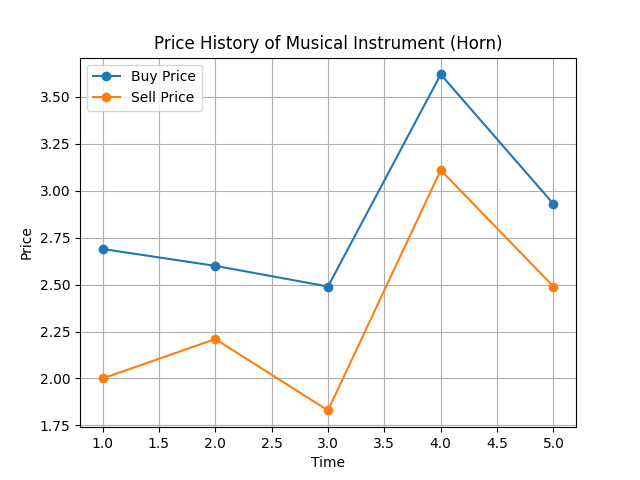 Price History of Musical Instrument (Horn)
Buy Price
Sell Price
3.50
3.25
3.00
2.75
2.50
2.25
2.00
1.75
Price
1.0 1.5 2.0 2.5 3.0 3.5 4.0 4.5 5.0
Time